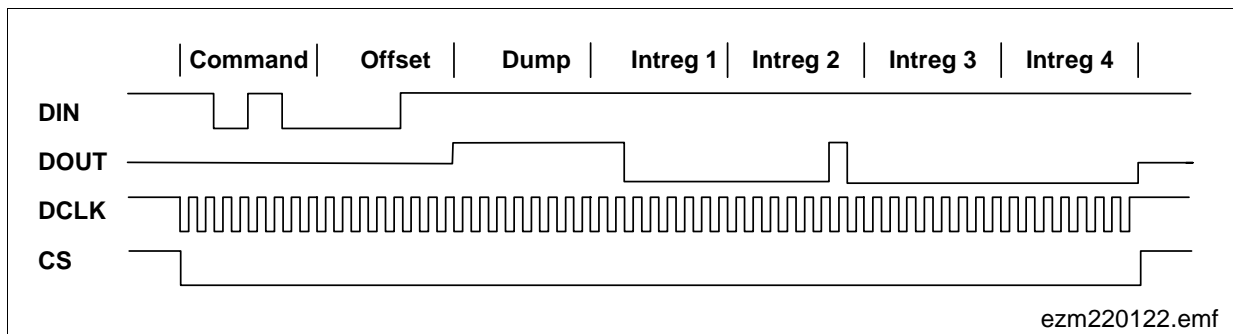 Command Offset Dump Intreg 1 Intreg 2 Intreg 3 Intreg 4
DIN
DOUT
DCLK
CS
ezm220122.emf